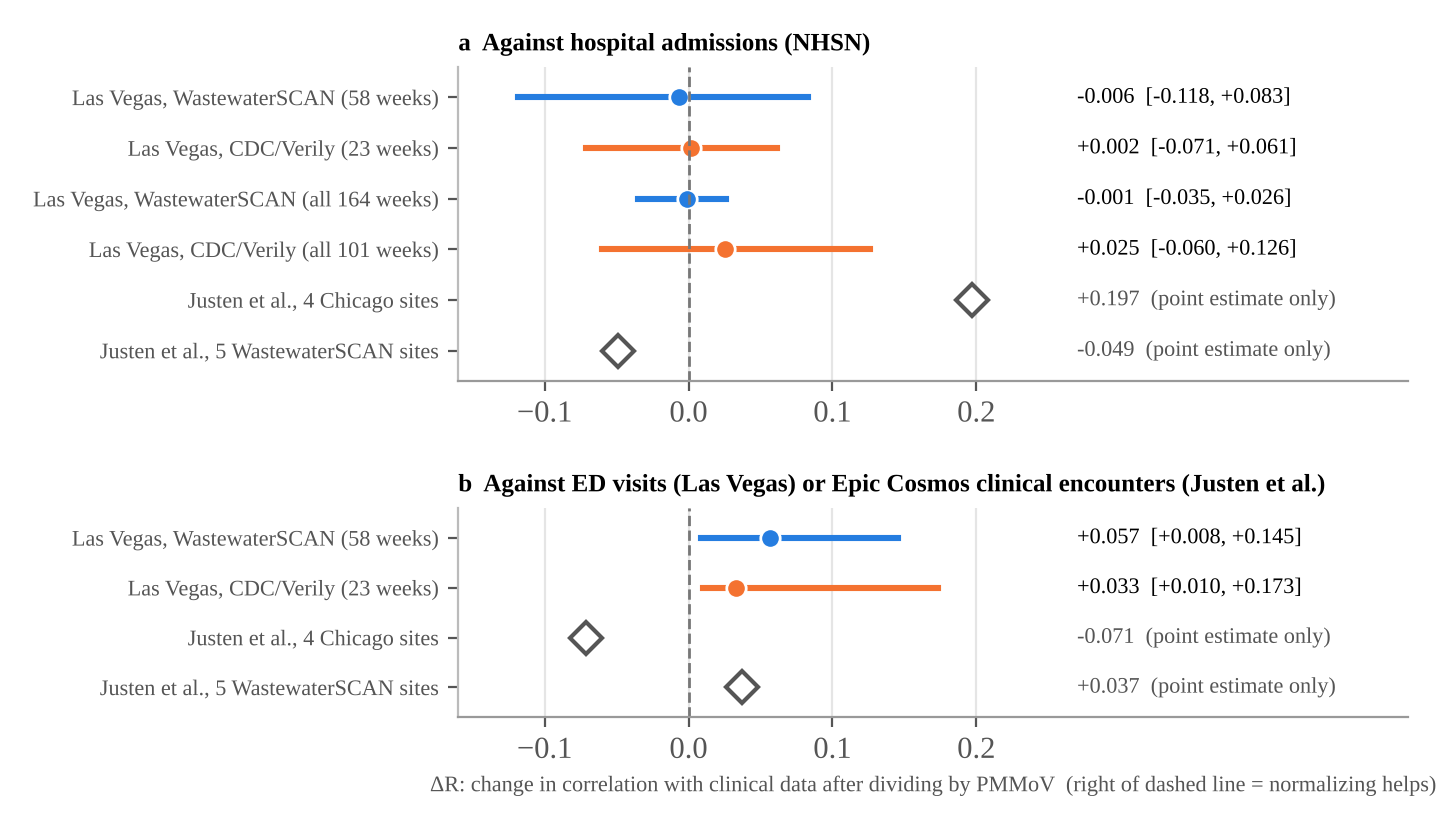 a Against hospital admissions (NHSN)
Las Vegas, WastewaterSCAN (58 weeks) -0.006 [-0.118, +0.083]
Las Vegas, CDC/Verily (23 weeks) +0.002 [-0.071, +0.061]
Las Vegas, WastewaterSCAN (all 164 weeks) -0.001 [-0.035, +0.026]
Las Vegas, CDC/Verily (all 101 weeks) +0.025 [-0.060, +0.126]
Justen et al., 4 Chicago sites +0.197 (point estimate only)
Justen et al., 5 WastewaterSCAN sites -0.049 (point estimate only)
−0.1 0.0 0.1 0.2
b Against ED visits (Las Vegas) or Epic Cosmos clinical encounters (Justen et al.)
Las Vegas, WastewaterSCAN (58 weeks) +0.057 [+0.008, +0.145]
Las Vegas, CDC/Verily (23 weeks) +0.033 [+0.010, +0.173]
Justen et al., 4 Chicago sites -0.071 (point estimate only)
Justen et al., 5 WastewaterSCAN sites +0.037 (point estimate only)
−0.1 0.0 0.1 0.2
ΔR: change in correlation with clinical data after dividing by PMMoV (right of dashed line = normalizing helps)